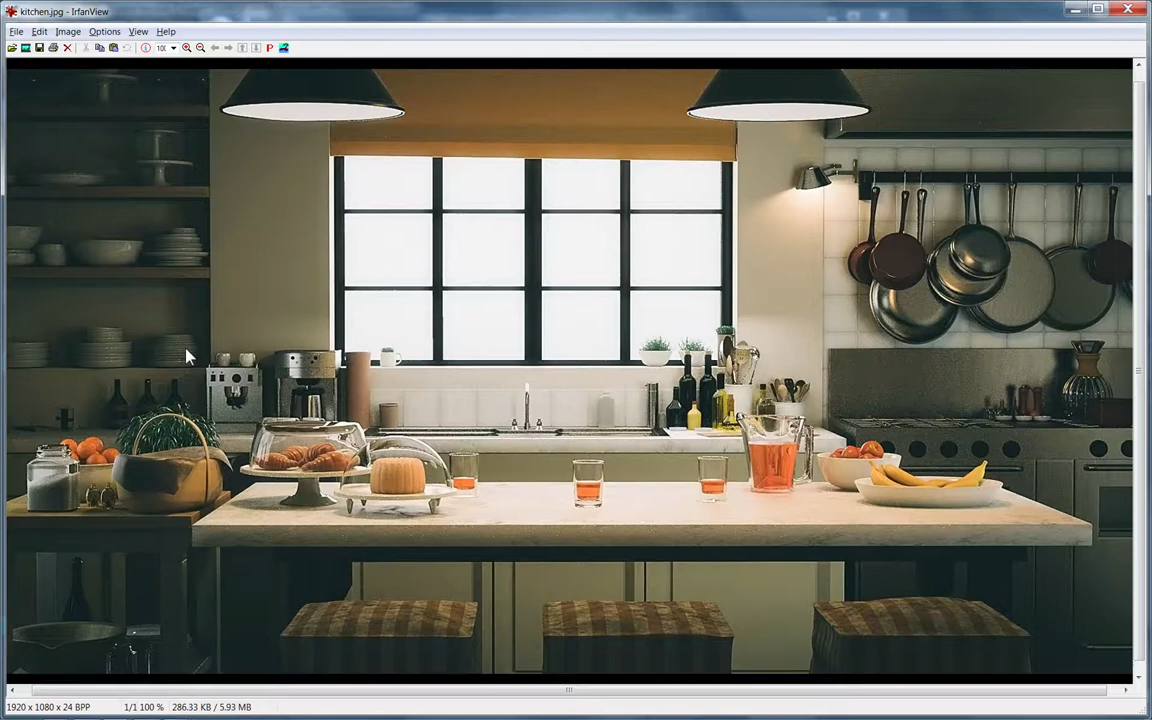 kitchen.jpg - IrfanView
File Edit Image Options View Help
P
1920 x 1080 x 24 BPP 1/1 100 % 286.33 KB / 5.93 MB